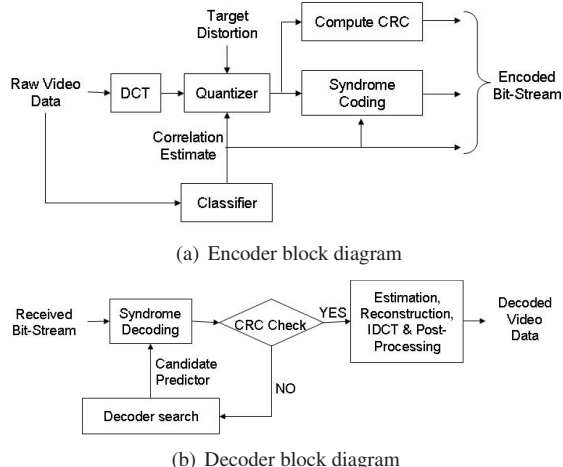 Target
Distortion
Compute CRC
Raw Video
Data
DCT
Quantizer
Syndrome
Coding
Encoded
Bit-Stream
Correlation
Estimate
Classifier
(a) Encoder block diagram
Received
Bit-Stream
Syndrome
Decoding
CRC Check
YES
Estimation,
Reconstruction,
IDCT & Post-
Processing
Decoded
Video
Data
Candidate
Predictor
NO
Decoder search
(b) Decoder block diagram